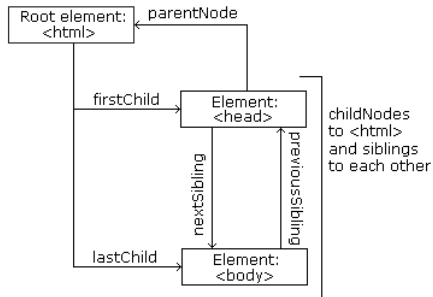 Root element:
<html>
parentNode
firstChild
Element:
<head>
childNodes
to <html>
and siblings
to each other
nextSibling
previousSibling
lastChild
Element:
<body>